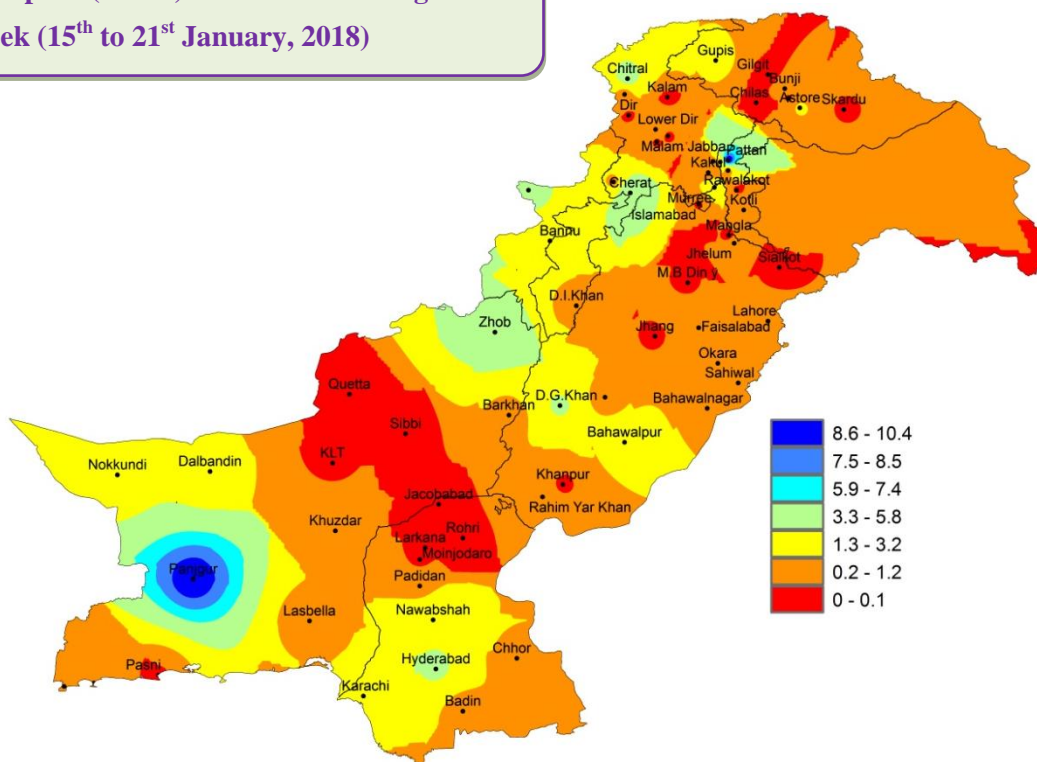 ek (15th to 21st January, 2018)
Gupis
Chitral
Gilgit
Bunji
Kalam
Chilas
Astore
Skardu
Dir
Lower Dir
Malam Jabba
Pattan
Kakul
Cherat
Rawalakot
Murree
Kotli
Islamabad
Mangla
Bannu
Jhelum
Sialkot
M.B Din y
D.I.Khan
Lahore
Zhob
Jhang
Faisalabad
Okara
Sahiwal
Quetta
D.G.Khan
Bahawalnagar
Barkhan
Sibbi
Bahawalpur
8.6 - 10.4
KLT
7.5 - 8.5
Nokkundi
Dalbandin
Khanpur
5.9 - 7.4
Jacobabad
Rahim Yar Khan
3.3 - 5.8
Khuzdar
Rohri
Larkana
1.3 - 3.2
Moinjodaro
Panjgur
Padidan
0.2 - 1.2
Lasbella
Nawabshah
0 - 0.1
Chhor
Pasni
Hyderabad
Karachi
Badin